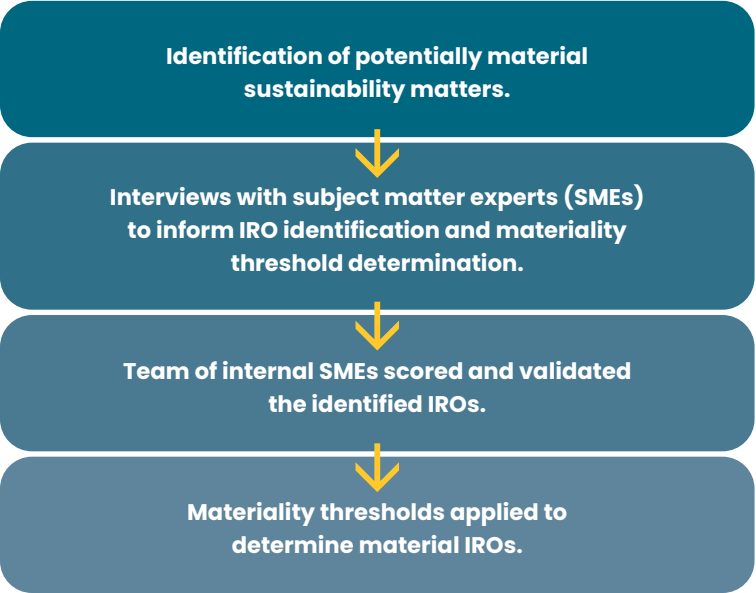 Identification of potentially material
sustainability matters.
Interviews with subject matter experts (SMEs)
to inform IRO identification and materiality
threshold determination.
Team of internal SMEs scored and validated
the identified IROs.
Materiality thresholds applied to
determine material IROs.